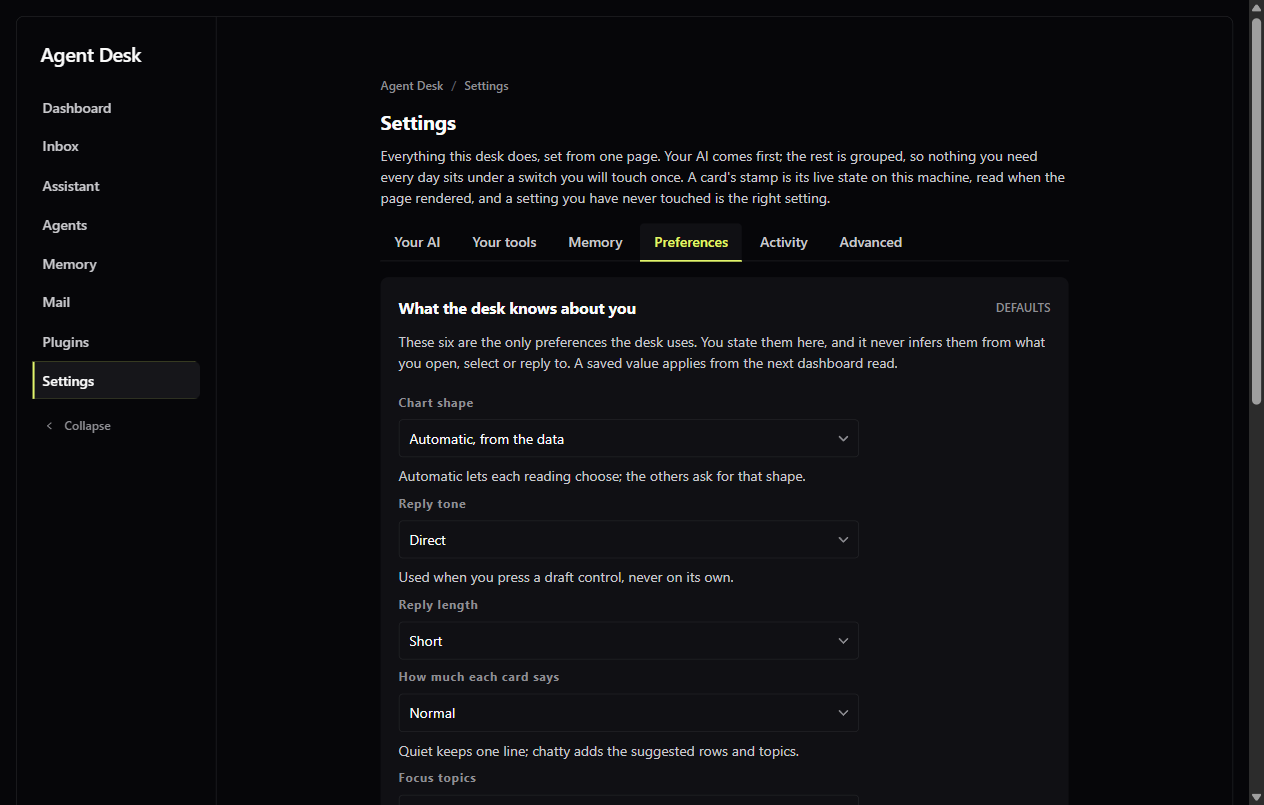 Agent Desk
Dashboard
Inbox
Assistant
Agents
Memory
Mail
Plugins
Settings
Collapse
Agent Desk / Settings
Settings
Everything this desk does, set from one page. Your AI comes first; the rest is grouped, so nothing you need
every day sits under a switch you will touch once. A card's stamp is its live state on this machine, read when the
page rendered, and a setting you have never touched is the right setting.
Your AI Your tools Memory Preferences Activity Advanced
What the desk knows about you DEFAULTS
These six are the only preferences the desk uses. You state them here, and it never infers them from what
you open, select or reply to. A saved value applies from the next dashboard read.
Chart shape
Automatic, from the data
Automatic lets each reading choose; the others ask for that shape.
Reply tone
Direct
Used when you press a draft control, never on its own.
Reply length
Short
How much each card says
Normal
Quiet keeps one line; chatty adds the suggested rows and topics.
Focus topics